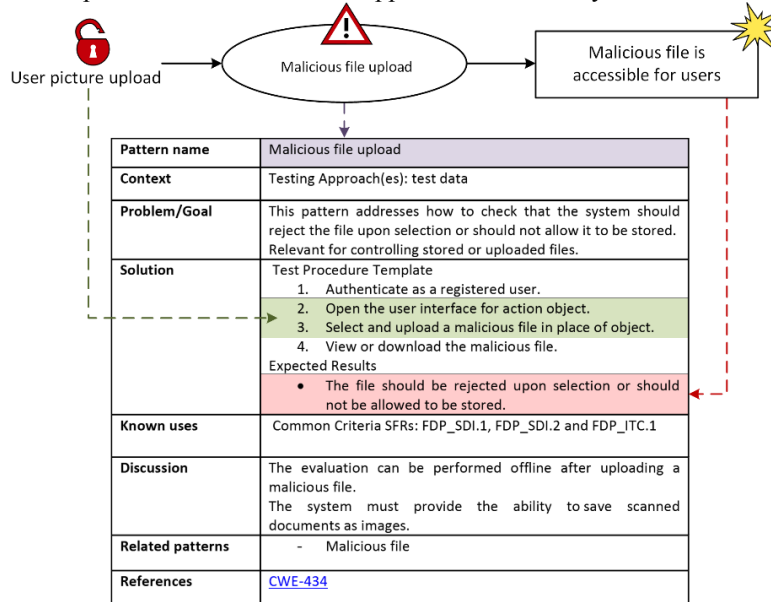 User picture upload
Malicious file upload
Malicious file is
accessible for users
Pattern name
Malicious file upload
Context
Testing Approach(es): test data
Problem/Goal
This pattern addresses how to check that the system should
reject the file upon selection or should not allow it to be stored.
Relevant for controlling stored or uploaded files.
Solution
Test Procedure Template
1. Authenticate as a registered user.
2. Open the user interface for action object.
3. Select and upload a malicious file in place of object.
4. View or download the malicious file.
Expected Results
• The file should be rejected upon selection or should
not be allowed to be stored.
Known uses
Common Criteria SFRs: FDP_SDI.1, FDP_SDI.2 and FDP_ITC.1
Discussion
The evaluation can be performed offline after uploading a
malicious file.
The system must provide the ability to save scanned
documents as images.
Related patterns
- Malicious file
References
CWE-434